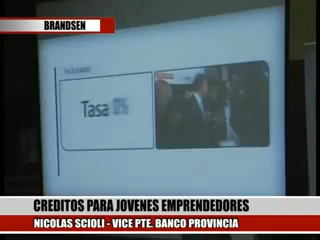 BRANDSEN
Tasa 0%
CREDITOS PARA JOVENES EMPRENDEDORES
NICOLAS SCIOLI - VICE PTE. BANCO PROVINCIA